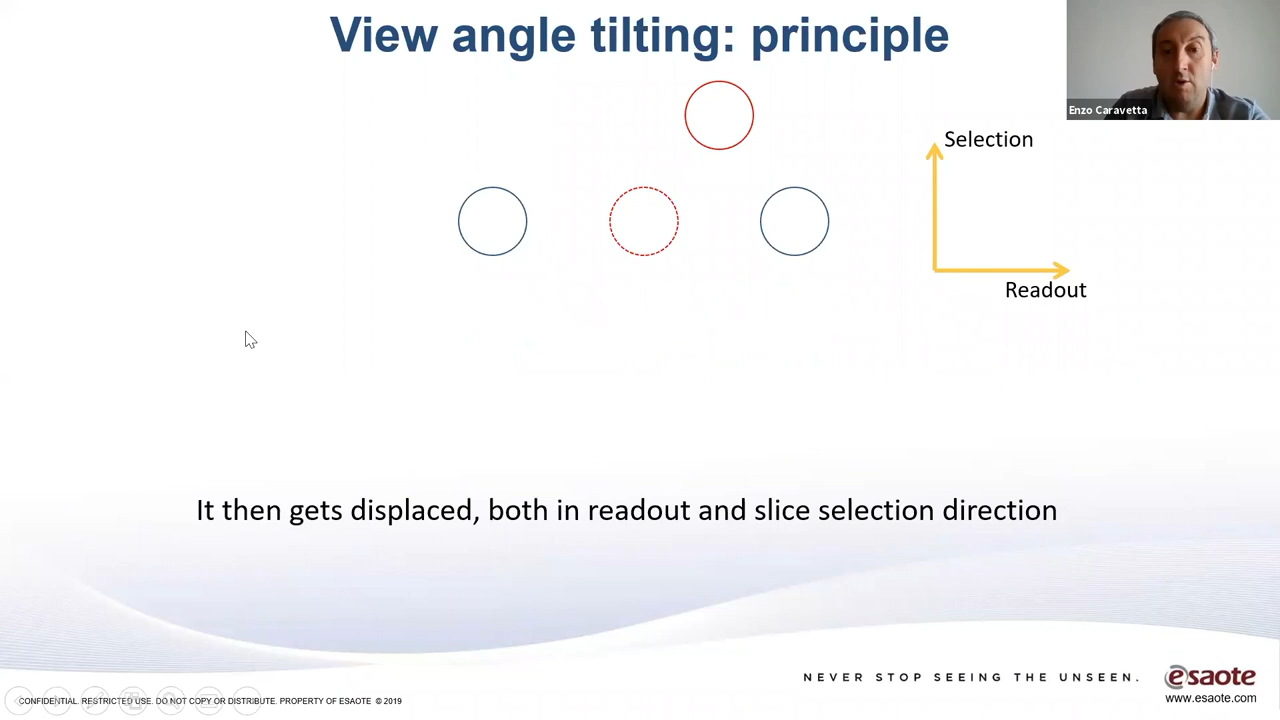 View angle tilting: principle
Enzo Caravetta
Selection
Readout
It then gets displaced, both in readout and slice selection direction
NEVER STOP SEEING THE UNSEEN.
esaote
www.esaote.com
CONFIDENTIAL. RESTRICTED USE. DO NOT COPY OR DISTRIBUTE. PROPERTY OF ESAOTE © 2019